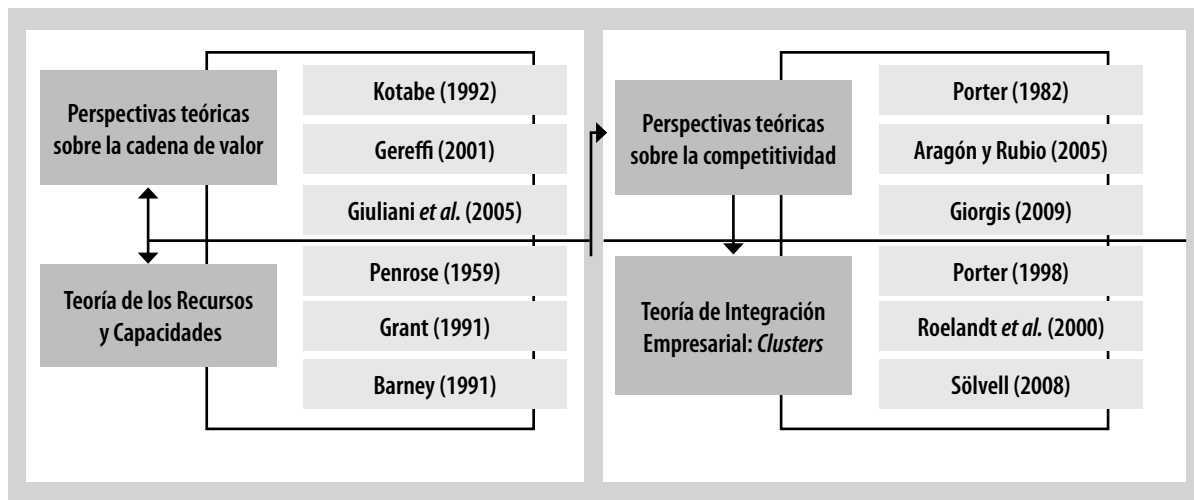 Perspectivas teóricas
sobre la cadena de valor
Kotabe (1992)
Gereffi (2001)
Giuliani et al. (2005)
Teoría de los Recursos
y Capacidades
Penrose (1959)
Grant (1991)
Barney (1991)
Perspectivas teóricas
sobre la competitividad
Porter (1982)
Aragón y Rubio (2005)
Giorgis (2009)
Teoría de Integración
Empresarial: Clusters
Porter (1998)
Roelandt et al. (2000)
Sölvell (2008)